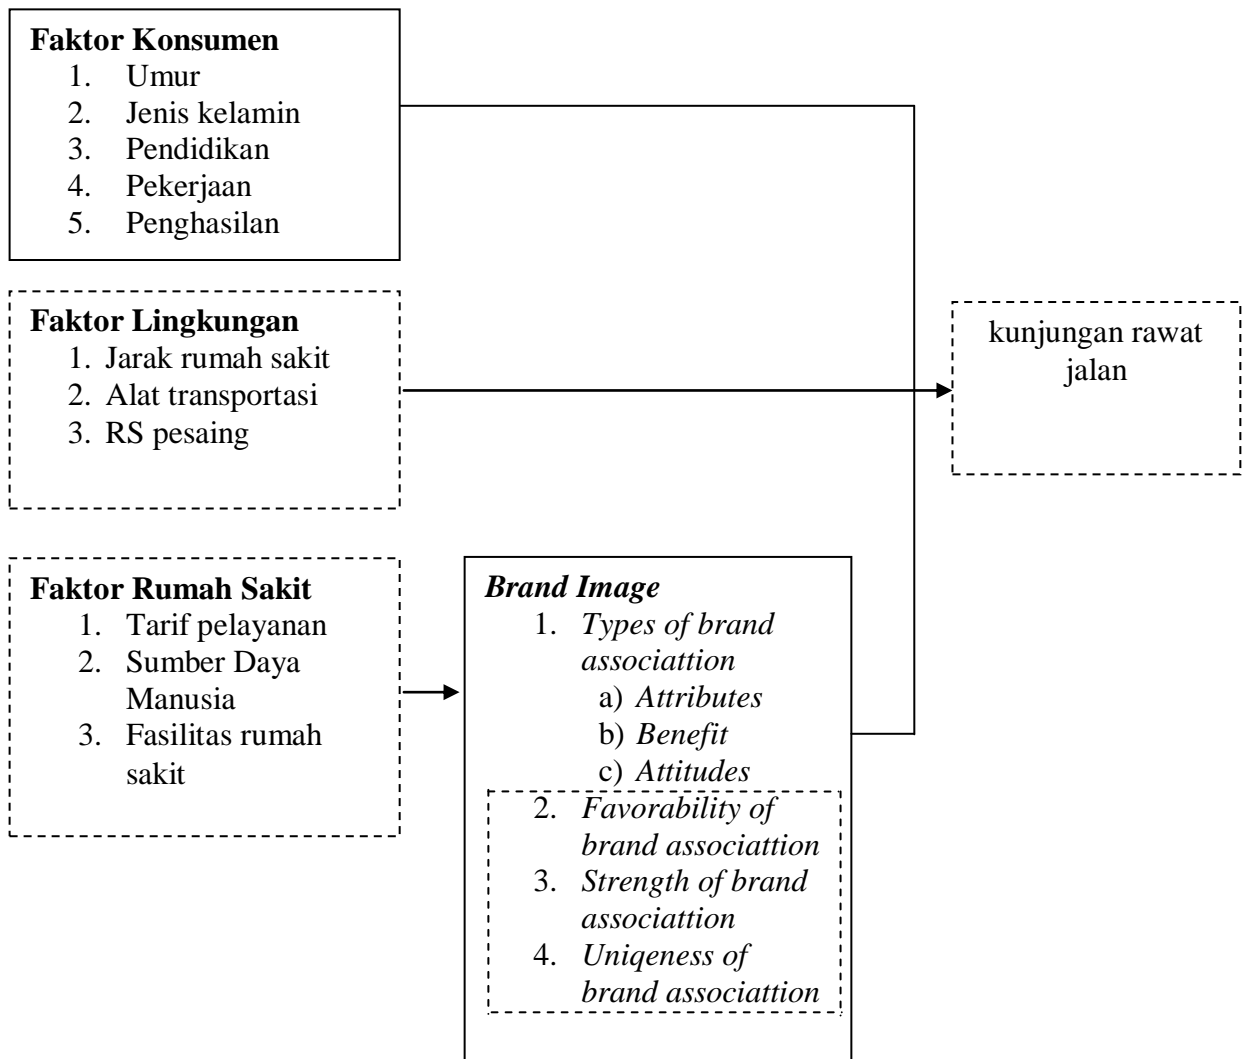 Faktor Konsumen
1. Umur
2. Jenis kelamin
3. Pendidikan
4. Pekerjaan
5. Penghasilan
Faktor Lingkungan
1. Jarak rumah sakit
2. Alat transportasi
3. RS pesaing
kunjungan rawat
jalan
Faktor Rumah Sakit
1. Tarif pelayanan
2. Sumber Daya
Manusia
3. Fasilitas rumah
sakit
Brand Image
1. Types of brand
associattion
a) Attributes
b) Benefit
c) Attitudes
2. Favorability of
brand associattion
3. Strength of brand
associattion
4. Uniqeness of
brand associattion